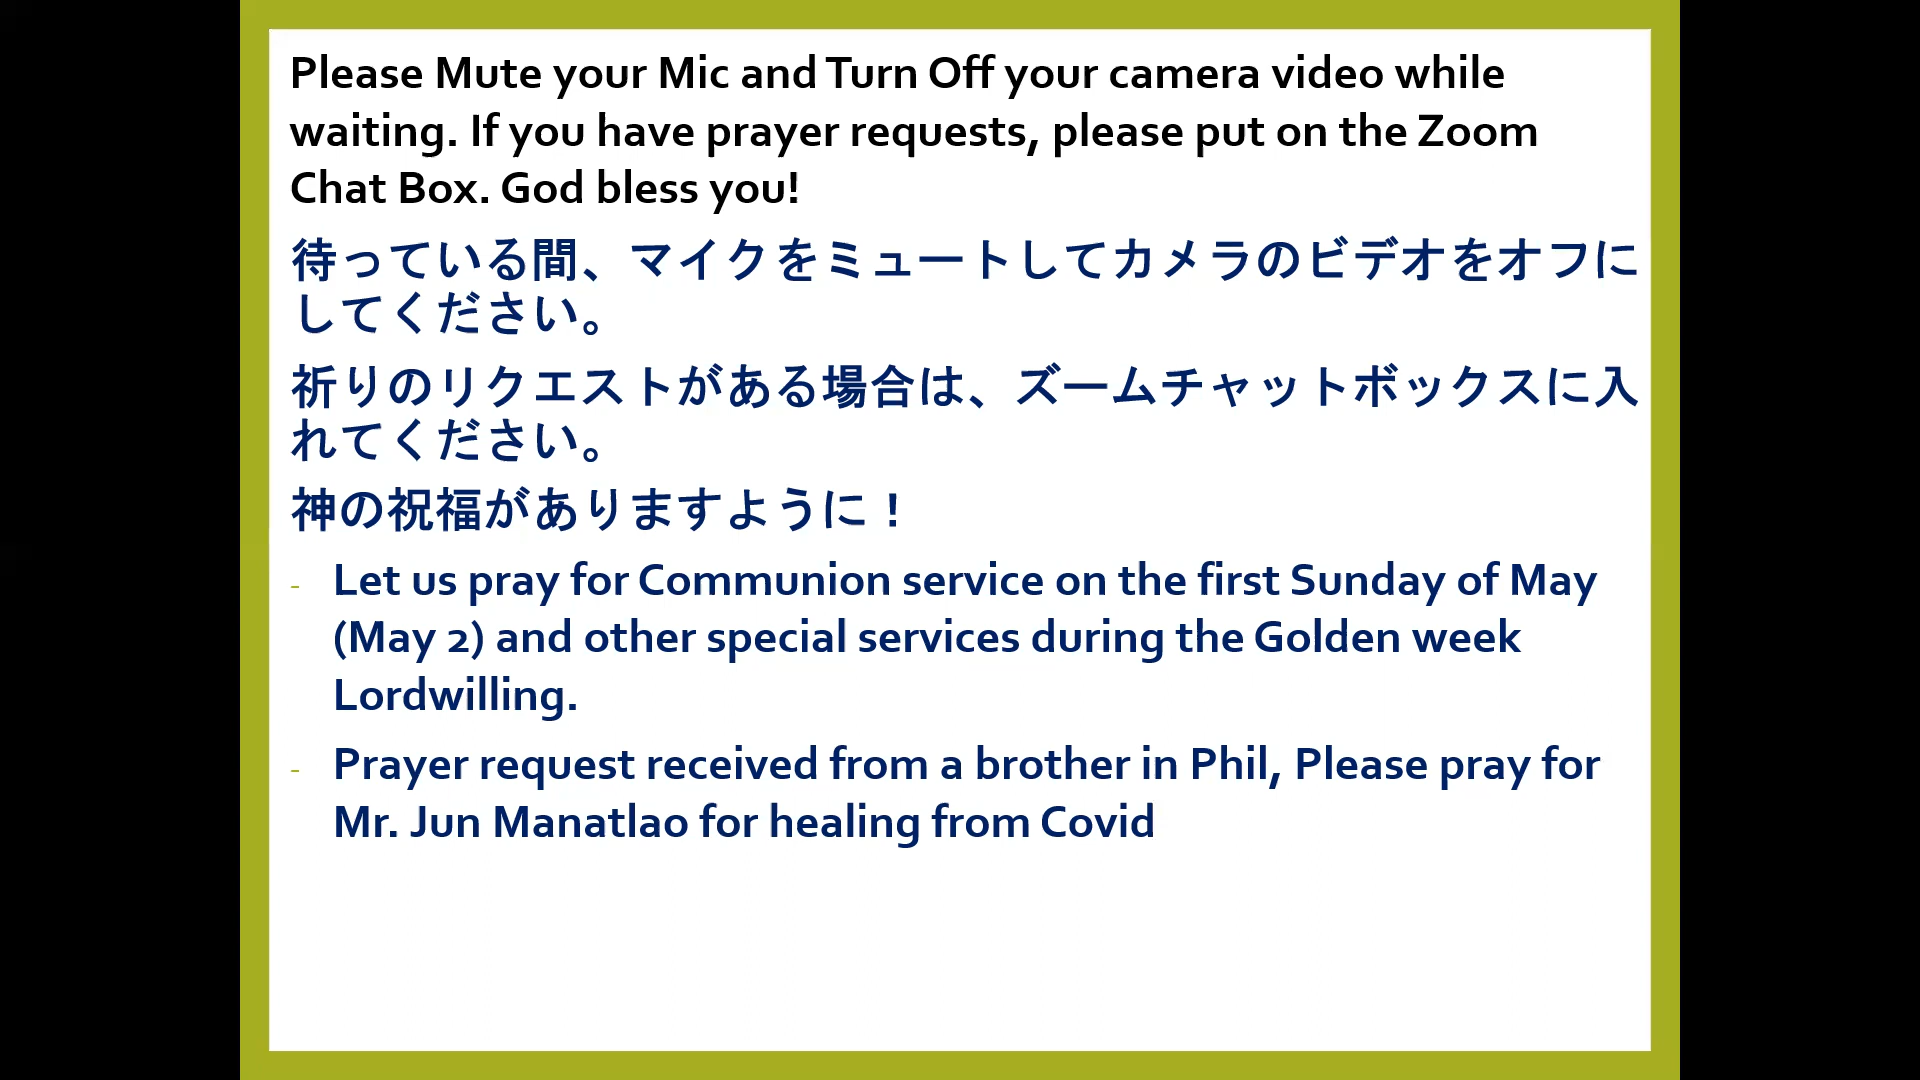 Please Mute your Mic and Turn Off your camera video while
waiting. If you have prayer requests, please put on the Zoom
Chat Box. God bless you!
待っている間、マイクをミュートしてカメラのビデオをオフに
してください。
祈りのリクエストがある場合は、ズームチャットボックスに入
れてください。
神の祝福がありますように！
- Let us pray for Communion service on the first Sunday of May
(May 2) and other special services during the Golden week
Lordwilling.
- Prayer request received from a brother in Phil, Please pray for
Mr. Jun Manatlao for healing from Covid